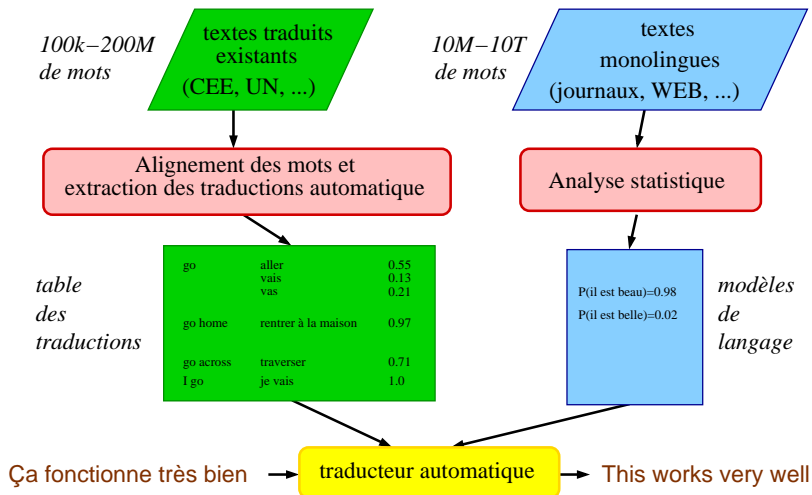 100k–200M
de mots
textes traduits
existants
(CEE, UN, ...)
10M–10T
de mots
textes
monolingues
(journaux, WEB, ...)
Alignement des mots et
extraction des traductions automatique
Analyse statistique
table
des
traductions
go aller 0.55
vais 0.13
vas 0.21
go home rentrer à la maison 0.97
go across traverser 0.71
I go je vais 1.0
P(il est beau)=0.98
P(il est belle)=0.02
modèles
de
langage
Ça fonctionne très bien
traducteur automatique
This works very well